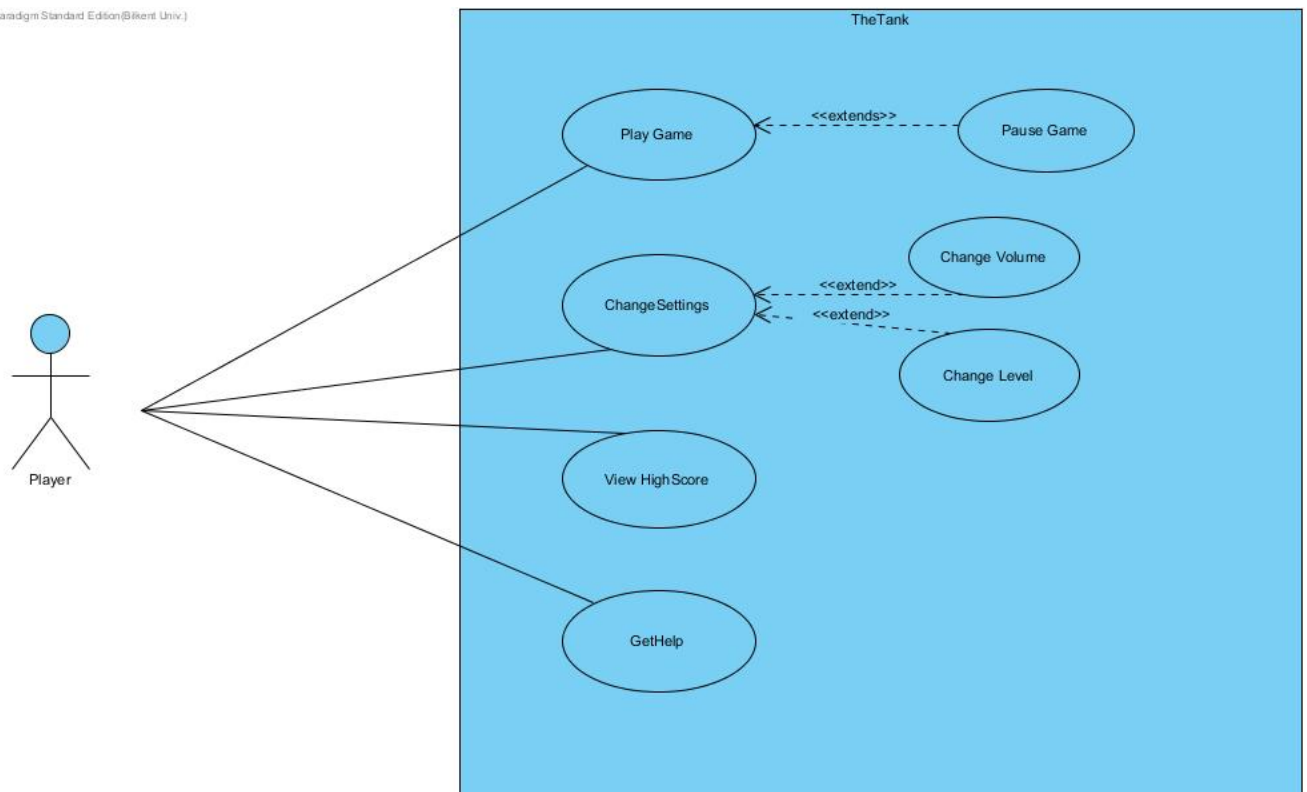 aradigm Standard Edition(Bilkent Univ.)
TheTank
Play Game
<<extends>>
Pause Game
Change Volume
ChangeSettings
<<extend>>
<<extend>>
Change Level
Player
View HighScore
GetHelp